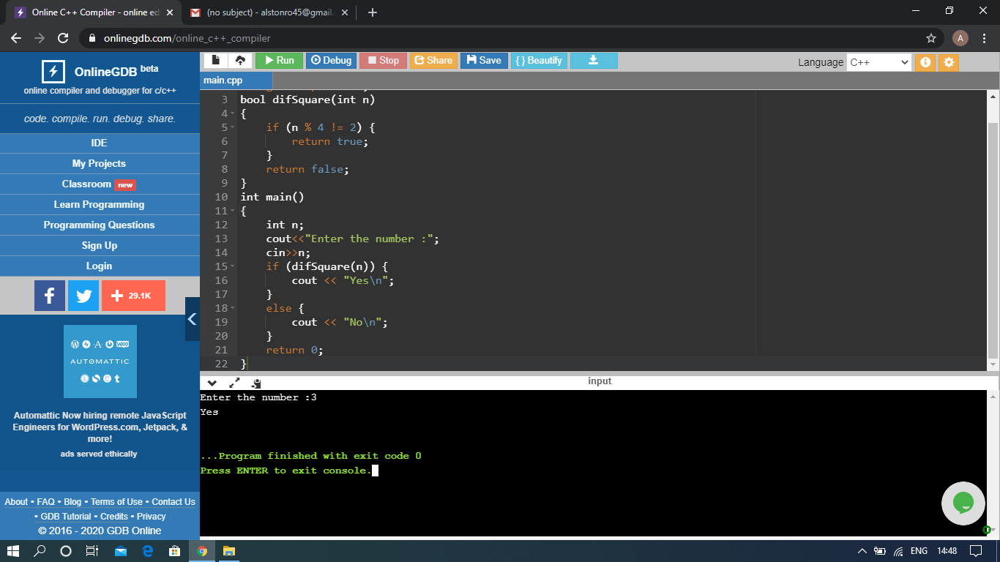 Online C++ Compiler - online ed
(no subject) - alstonro45@gmail.
onlinegdb.com/online_c++_compiler
A
OnlineGDB beta
online compiler and debugger for c/c++
code. compile. run. debug. share.
IDE
My Projects
Classroom new
Learn Programming
Programming Questions
Sign Up
Login
f
29.1K
W A WOO
AUTOMATTIC
t
Automattic Now hiring remote JavaScript
Engineers for WordPress.com, Jetpack, &
more!
ads served ethically
About • FAQ • Blog • Terms of Use • Contact Us
• GDB Tutorial • Credits • Privacy
© 2016 - 2020 GDB Online
Run Debug Stop Share Save { } Beautify
Language C++
main.cpp
3 bool difSquare(int n)
4 {
5 if (n % 4 != 2) {
6 return true;
7 }
8 return false;
9 }
10 int main()
11 {
12 int n;
13 cout<<"Enter the number :";
14 cin>>n;
15 if (difSquare(n)) {
16 cout << "Yes\n";
17 }
18 else {
19 cout << "No\n";
20 }
21 return 0;
22 }
input
Enter the number :3
Yes
...Program finished with exit code 0
Press ENTER to exit console.
ENG 14:48